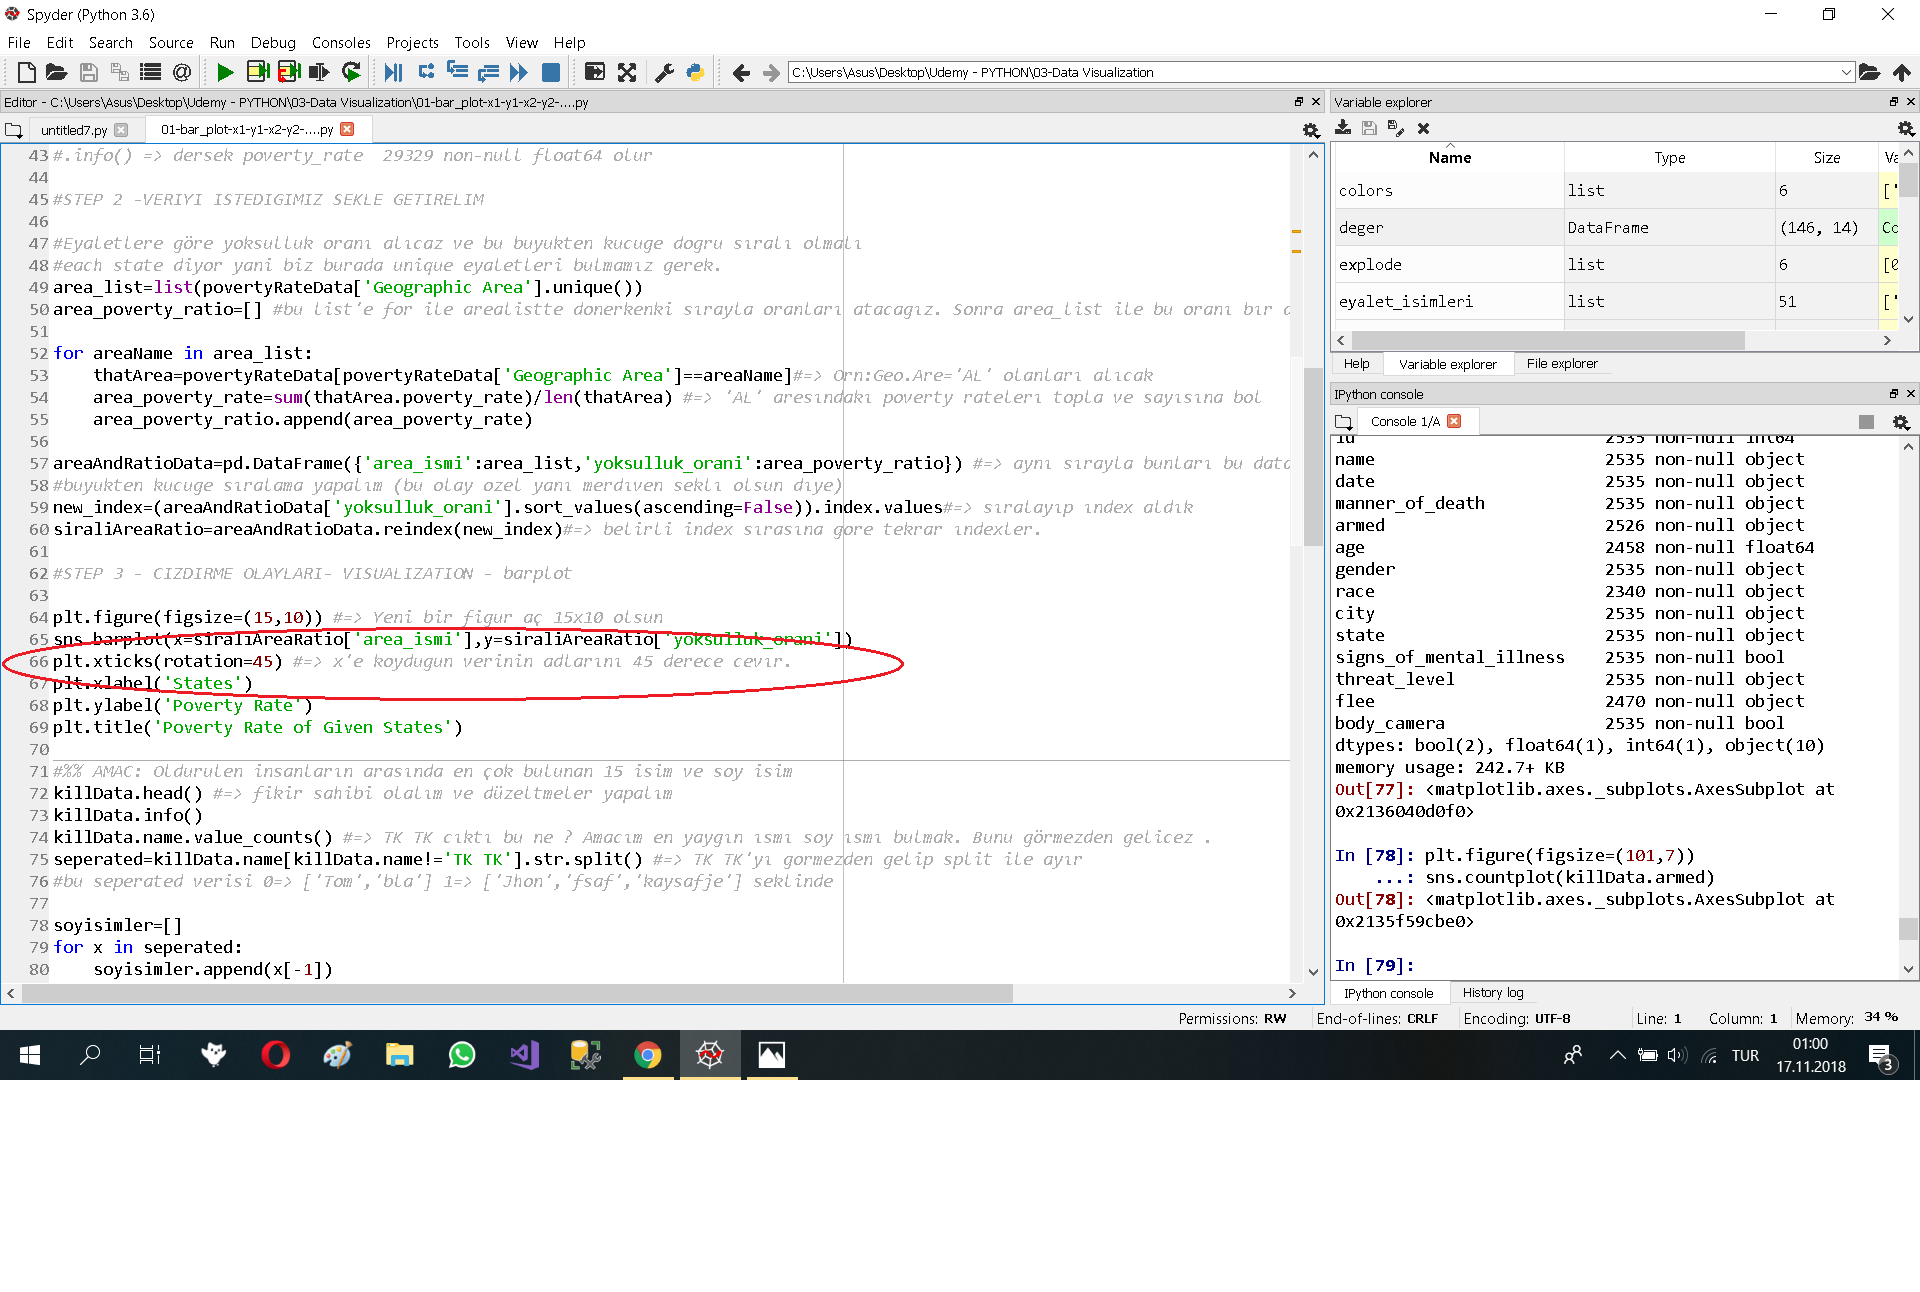 Spyder (Python 3.6)
File Edit Search Source Run Debug Consoles Projects Tools View Help
C:\Users\Asus\Desktop\Udemy - PYTHON\03-Data Visualization
Editor - C:\Users\Asus\Desktop\Udemy - PYTHON\03-Data Visualization\01-bar_plot-x1-y1-x2-y2-....py
untitled7.py 01-bar_plot-x1-y1-x2-y2-....py
43 #.info() => dersek poverty_rate  29329 non-null float64 olur
44
45 #STEP 2 -VERIYI ISTEDIGIMIZ SEKLE GETIRELIM
46
47 #Eyaletlere göre yoksulluk oranı alıcaz ve bu buyukten kucuge dogru sıralı olmalı
48 #each state diyor yani biz burada unique eyaletleri bulmamız gerek.
49 area_list=list(povertyRateData['Geographic Area'].unique())
50 area_poverty_ratio=[] #bu list'e for ile arealistte donerkenki sırayla oranları atacagız. Sonra area_list ile bu oranı bır
51
52 for areaName in area_list:
53     thatArea=povertyRateData[povertyRateData['Geographic Area']==areaName]#=> Orn:Geo.Are='AL' olanları alıcak
54     area_poverty_rate=sum(thatArea.poverty_rate)/len(thatArea) #=> 'AL' aresındakı poverty ratelerı topla ve sayısına bol
55     area_poverty_ratio.append(area_poverty_rate)
56
57 areaAndRatioData=pd.DataFrame({'area_ismi':area_list,'yoksulluk_orani':area_poverty_ratio}) #=> aynı sırayla bunları bu data
58 #buyukten kucuge sıralama yapalım (bu olay ozel yanı merdıven seklı olsun dıye)
59 new_index=(areaAndRatioData['yoksulluk_orani'].sort_values(ascending=False)).index.values#=> sıralayıp ındex aldık
60 siraliAreaRatio=areaAndRatioData.reindex(new_index)#=> belirli index sırasına gore tekrar ındexler.
61
62 #STEP 3 - CIZDIRME OLAYLARI- VISUALIZATION - barplot
63
64 plt.figure(figsize=(15,10)) #=> Yeni bir figur aç 15x10 olsun
65 sns.barplot(x=siraliAreaRatio['area_ismi'],y=siraliAreaRatio['yoksulluk_orani'])
66 plt.xticks(rotation=45) #=> x'e koydugun verinin adlarını 45 derece cevır.
67 plt.xlabel('States')
68 plt.ylabel('Poverty Rate')
69 plt.title('Poverty Rate of Given States')
70
71 #%% AMAC: Oldurulen insanların arasında en çok bulunan 15 isim ve soy isim
72 killData.head() #=> fikir sahibi olalım ve düzeltmeler yapalım
73 killData.info()
74 killData.name.value_counts() #=> TK TK cıktı bu ne ? Amacım en yaygın ısmı soy ısmı bulmak. Bunu görmezden gelicez .
75 seperated=killData.name[killData.name!='TK TK'].str.split() #=> TK TK'yı gormezden gelip split ile ayır
76 #bu seperated verisi 0=> ['Tom','bla'] 1=> ['Jhon','fsaf','kaysafje'] seklinde
77
78 soyisimler=[]
79 for x in seperated:
80     soyisimler.append(x[-1])
Variable explorer
Name Type Size Va
colors list 6 ['
deger DataFrame (146, 14) Co
explode list 6 [0
eyalet_isimleri list 51 ['
Help Variable explorer File explorer
IPython console
Console 1/A
id 2535 non-null int64
name 2535 non-null object
date 2535 non-null object
manner_of_death 2535 non-null object
armed 2526 non-null object
age 2458 non-null float64
gender 2535 non-null object
race 2340 non-null object
city 2535 non-null object
state 2535 non-null object
signs_of_mental_illness 2535 non-null bool
threat_level 2535 non-null object
flee 2470 non-null object
body_camera 2535 non-null bool
dtypes: bool(2), float64(1), int64(1), object(10)
memory usage: 242.7+ KB
Out[77]: <matplotlib.axes._subplots.AxesSubplot at
0x2136040d0f0>
In [78]: plt.figure(figsize=(101,7))
...: sns.countplot(killData.armed)
Out[78]: <matplotlib.axes._subplots.AxesSubplot at
0x2135f59cbe0>
In [79]:
IPython console History log
Permissions: RW End-of-lines: CRLF Encoding: UTF-8 Line: 1 Column: 1 Memory: 34 %
TUR
01:00
17.11.2018
3